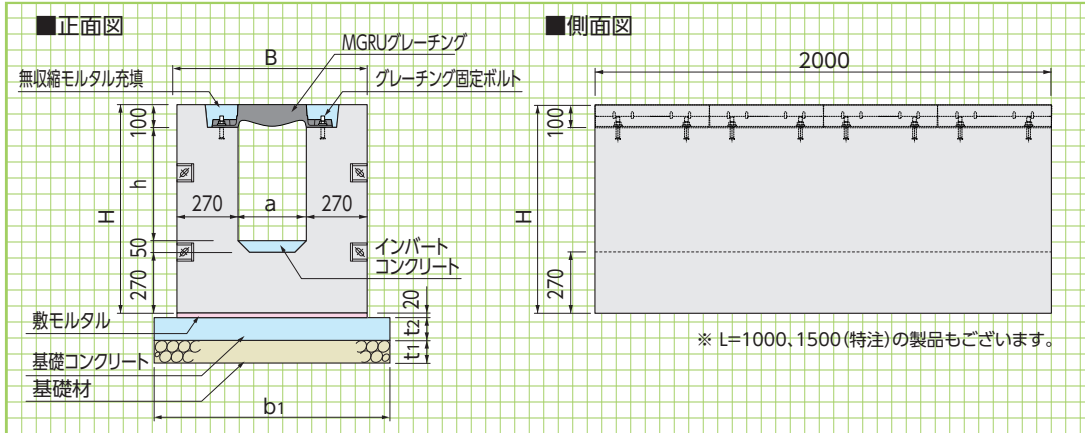 ■正面図
B
MGRUグレーチング
無収縮モルタル充填
グレーチング固定ボルト
100
h
H
270
a
270
50
インバート
コンクリート
270
20
敷モルタル
t2
基礎コンクリート
t1
基礎材
b1
■側面図
2000
100
H
270
※ L=1000、1500(特注)の製品もございます。